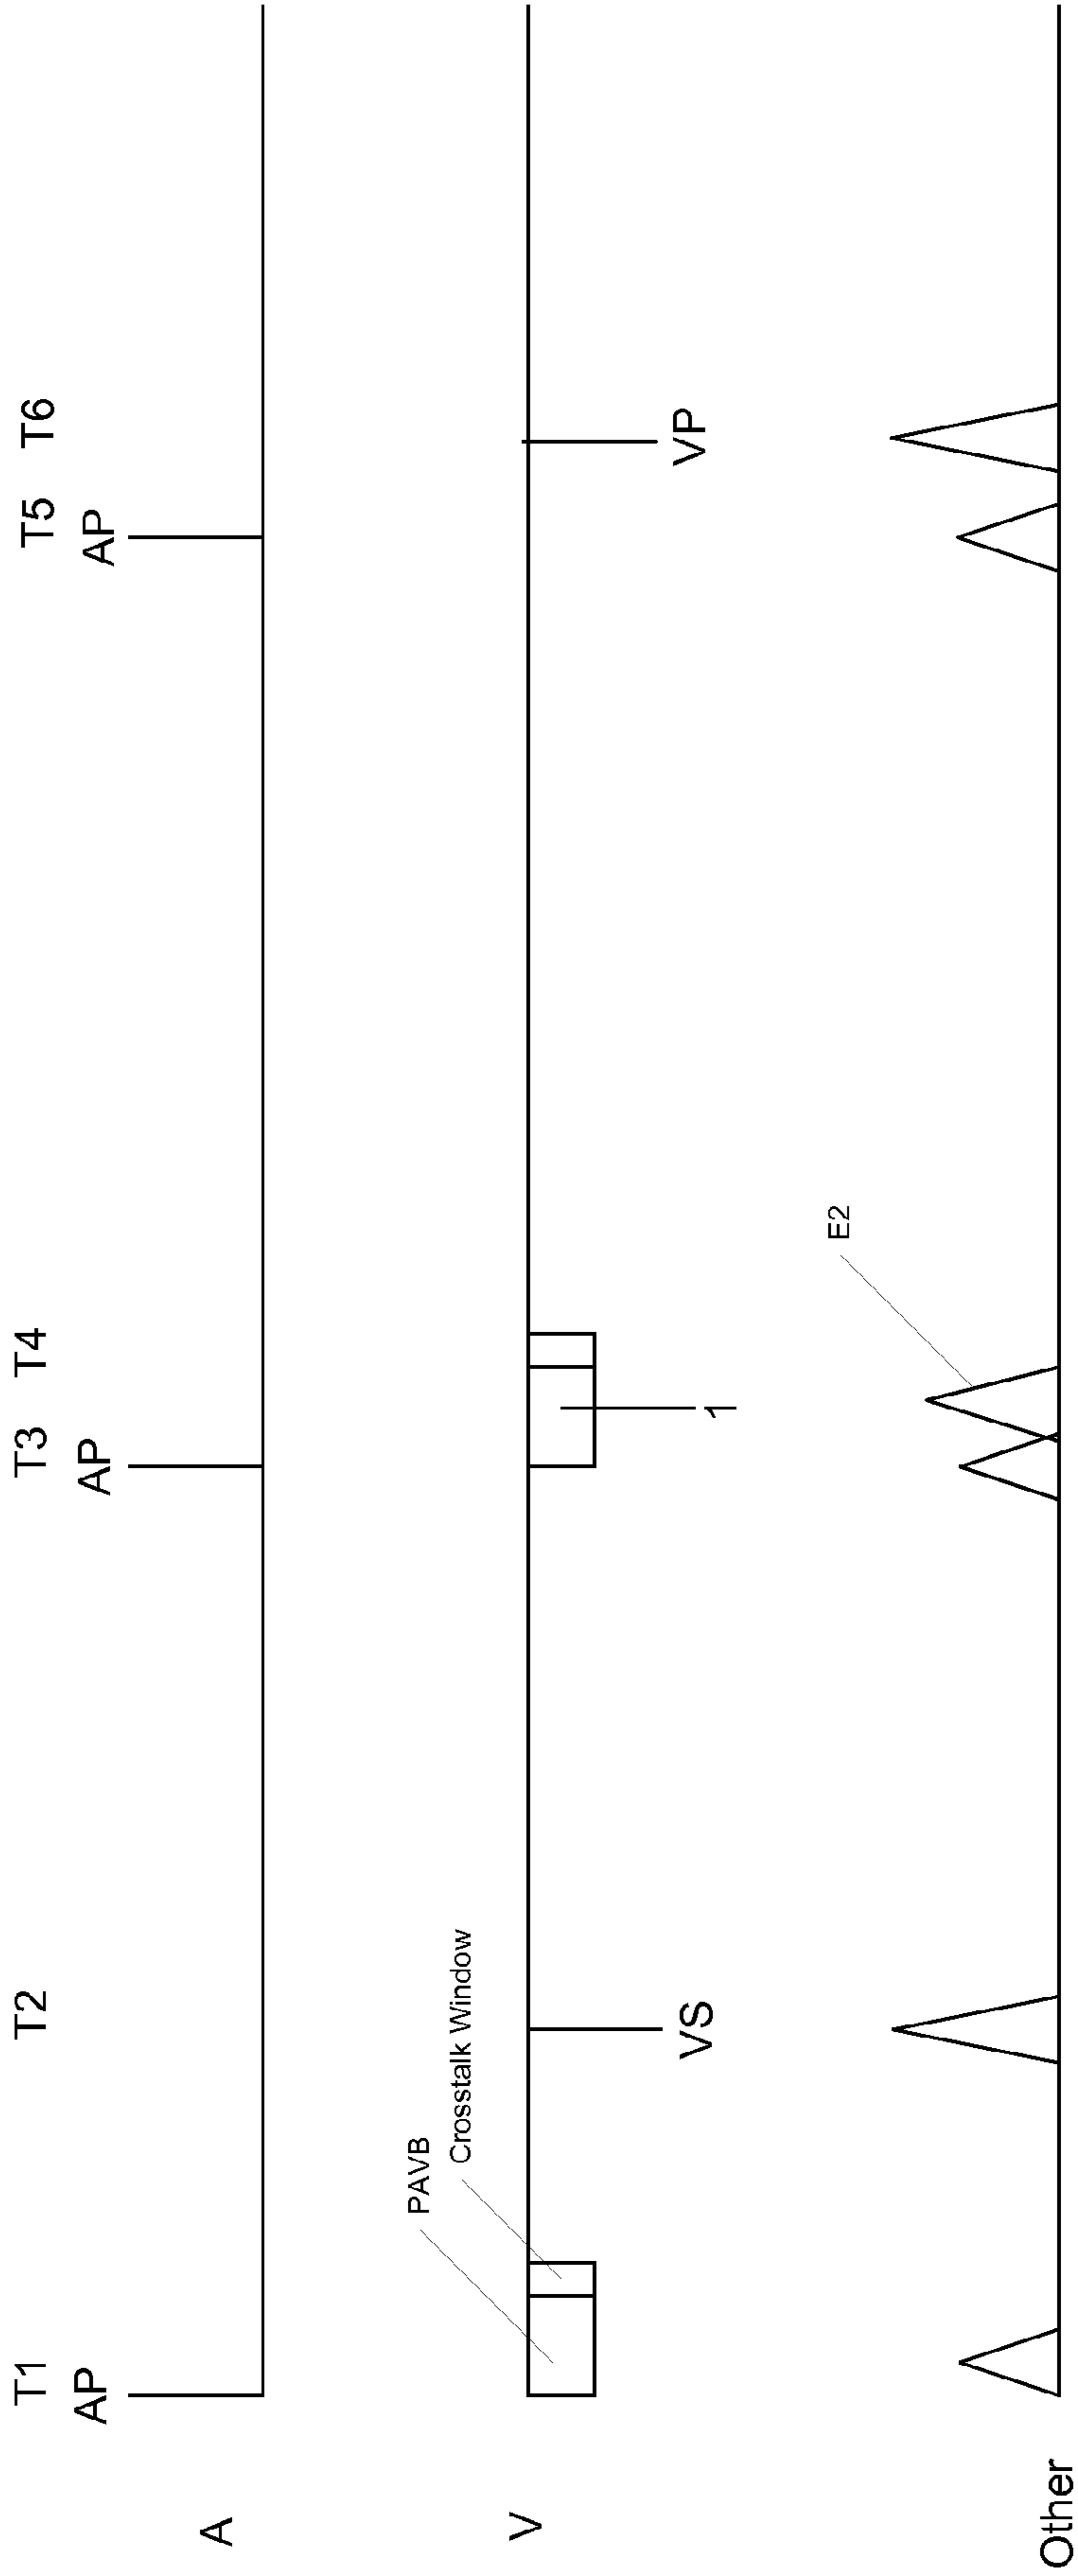 T1 T2 T3 T4 T5 T6
AP AP AP
A
PAVB
Crosstalk Window
V
VS 1 VP
E2
Other